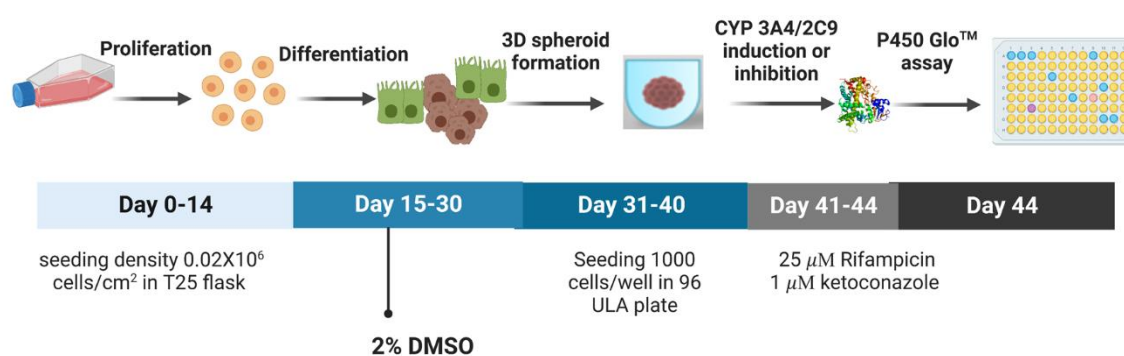 Proliferation
Differentiation
3D spheroid
formation
CYP 3A4/2C9
induction or
inhibition
P450 Glo™
assay
Day 0-14
Day 15-30
Day 31-40
Day 41-44
Day 44
seeding density 0.02X10⁶
cells/cm² in T25 flask
2% DMSO
Seeding 1000
cells/well in 96
ULA plate
25 μM Rifampicin
1 μM ketoconazole